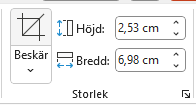 Höjd: 2,53 cm
Beskär
Bredd: 6,98 cm
Storlek